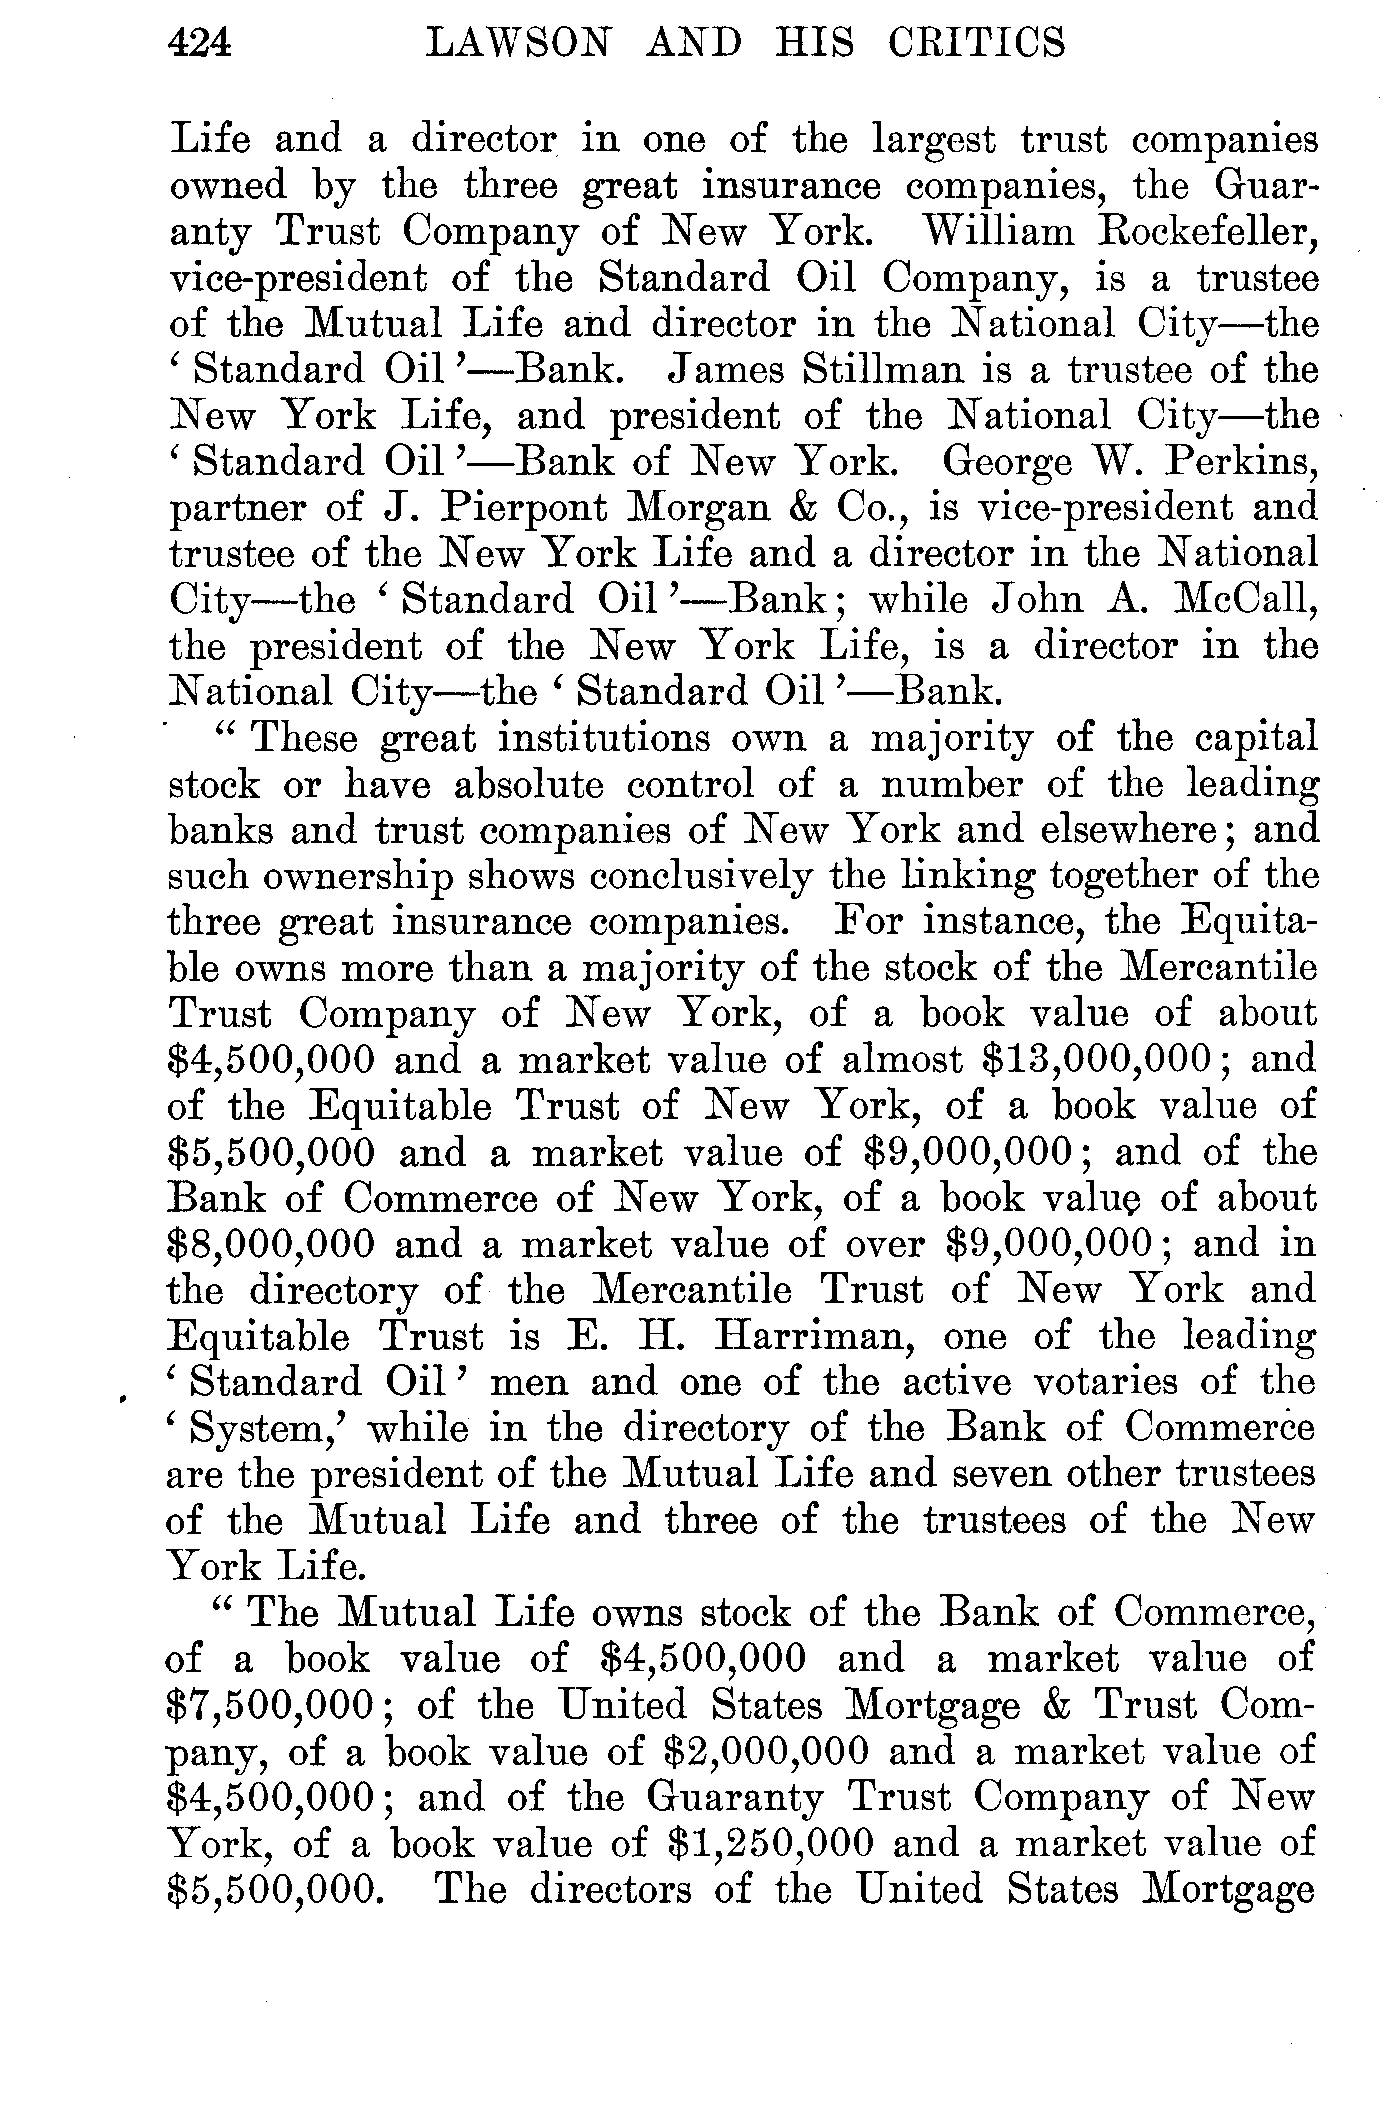 424 LAWSON AND HIS CRITICS
Life and a director in one of the largest trust companies
owned by the three great insurance companies, the Guar-
anty Trust Company of New York. William Rockefeller,
vice-president of the Standard Oil Company, is a trustee
of the Mutual Life and director in the National City—the
‘ Standard Oil ’—Bank. James Stillman is a trustee of the
New York Life, and president of the National City—the
‘ Standard Oil ’—Bank of New York. George W. Perkins,
partner of J. Pierpont Morgan & Co., is vice-president and
trustee of the New York Life and a director in the National
City—the ‘ Standard Oil ’—Bank; while John A. McCall,
the president of the New York Life, is a director in the
National City—the ‘ Standard Oil ’—Bank.
“ These great institutions own a majority of the capital
stock or have absolute control of a number of the leading
banks and trust companies of New York and elsewhere; and
such ownership shows conclusively the linking together of the
three great insurance companies. For instance, the Equita-
ble owns more than a majority of the stock of the Mercantile
Trust Company of New York, of a book value of about
$4,500,000 and a market value of almost $13,000,000; and
of the Equitable Trust of New York, of a book value of
$5,500,000 and a market value of $9,000,000; and of the
Bank of Commerce of New York, of a book value of about
$8,000,000 and a market value of over $9,000,000; and in
the directory of the Mercantile Trust of New York and
Equitable Trust is E. H. Harriman, one of the leading
‘ Standard Oil ’ men and one of the active votaries of the
‘ System,’ while in the directory of the Bank of Commerce
are the president of the Mutual Life and seven other trustees
of the Mutual Life and three of the trustees of the New
York Life.
“ The Mutual Life owns stock of the Bank of Commerce,
of a book value of $4,500,000 and a market value of
$7,500,000; of the United States Mortgage & Trust Com-
pany, of a book value of $2,000,000 and a market value of
$4,500,000; and of the Guaranty Trust Company of New
York, of a book value of $1,250,000 and a market value of
$5,500,000. The directors of the United States Mortgage